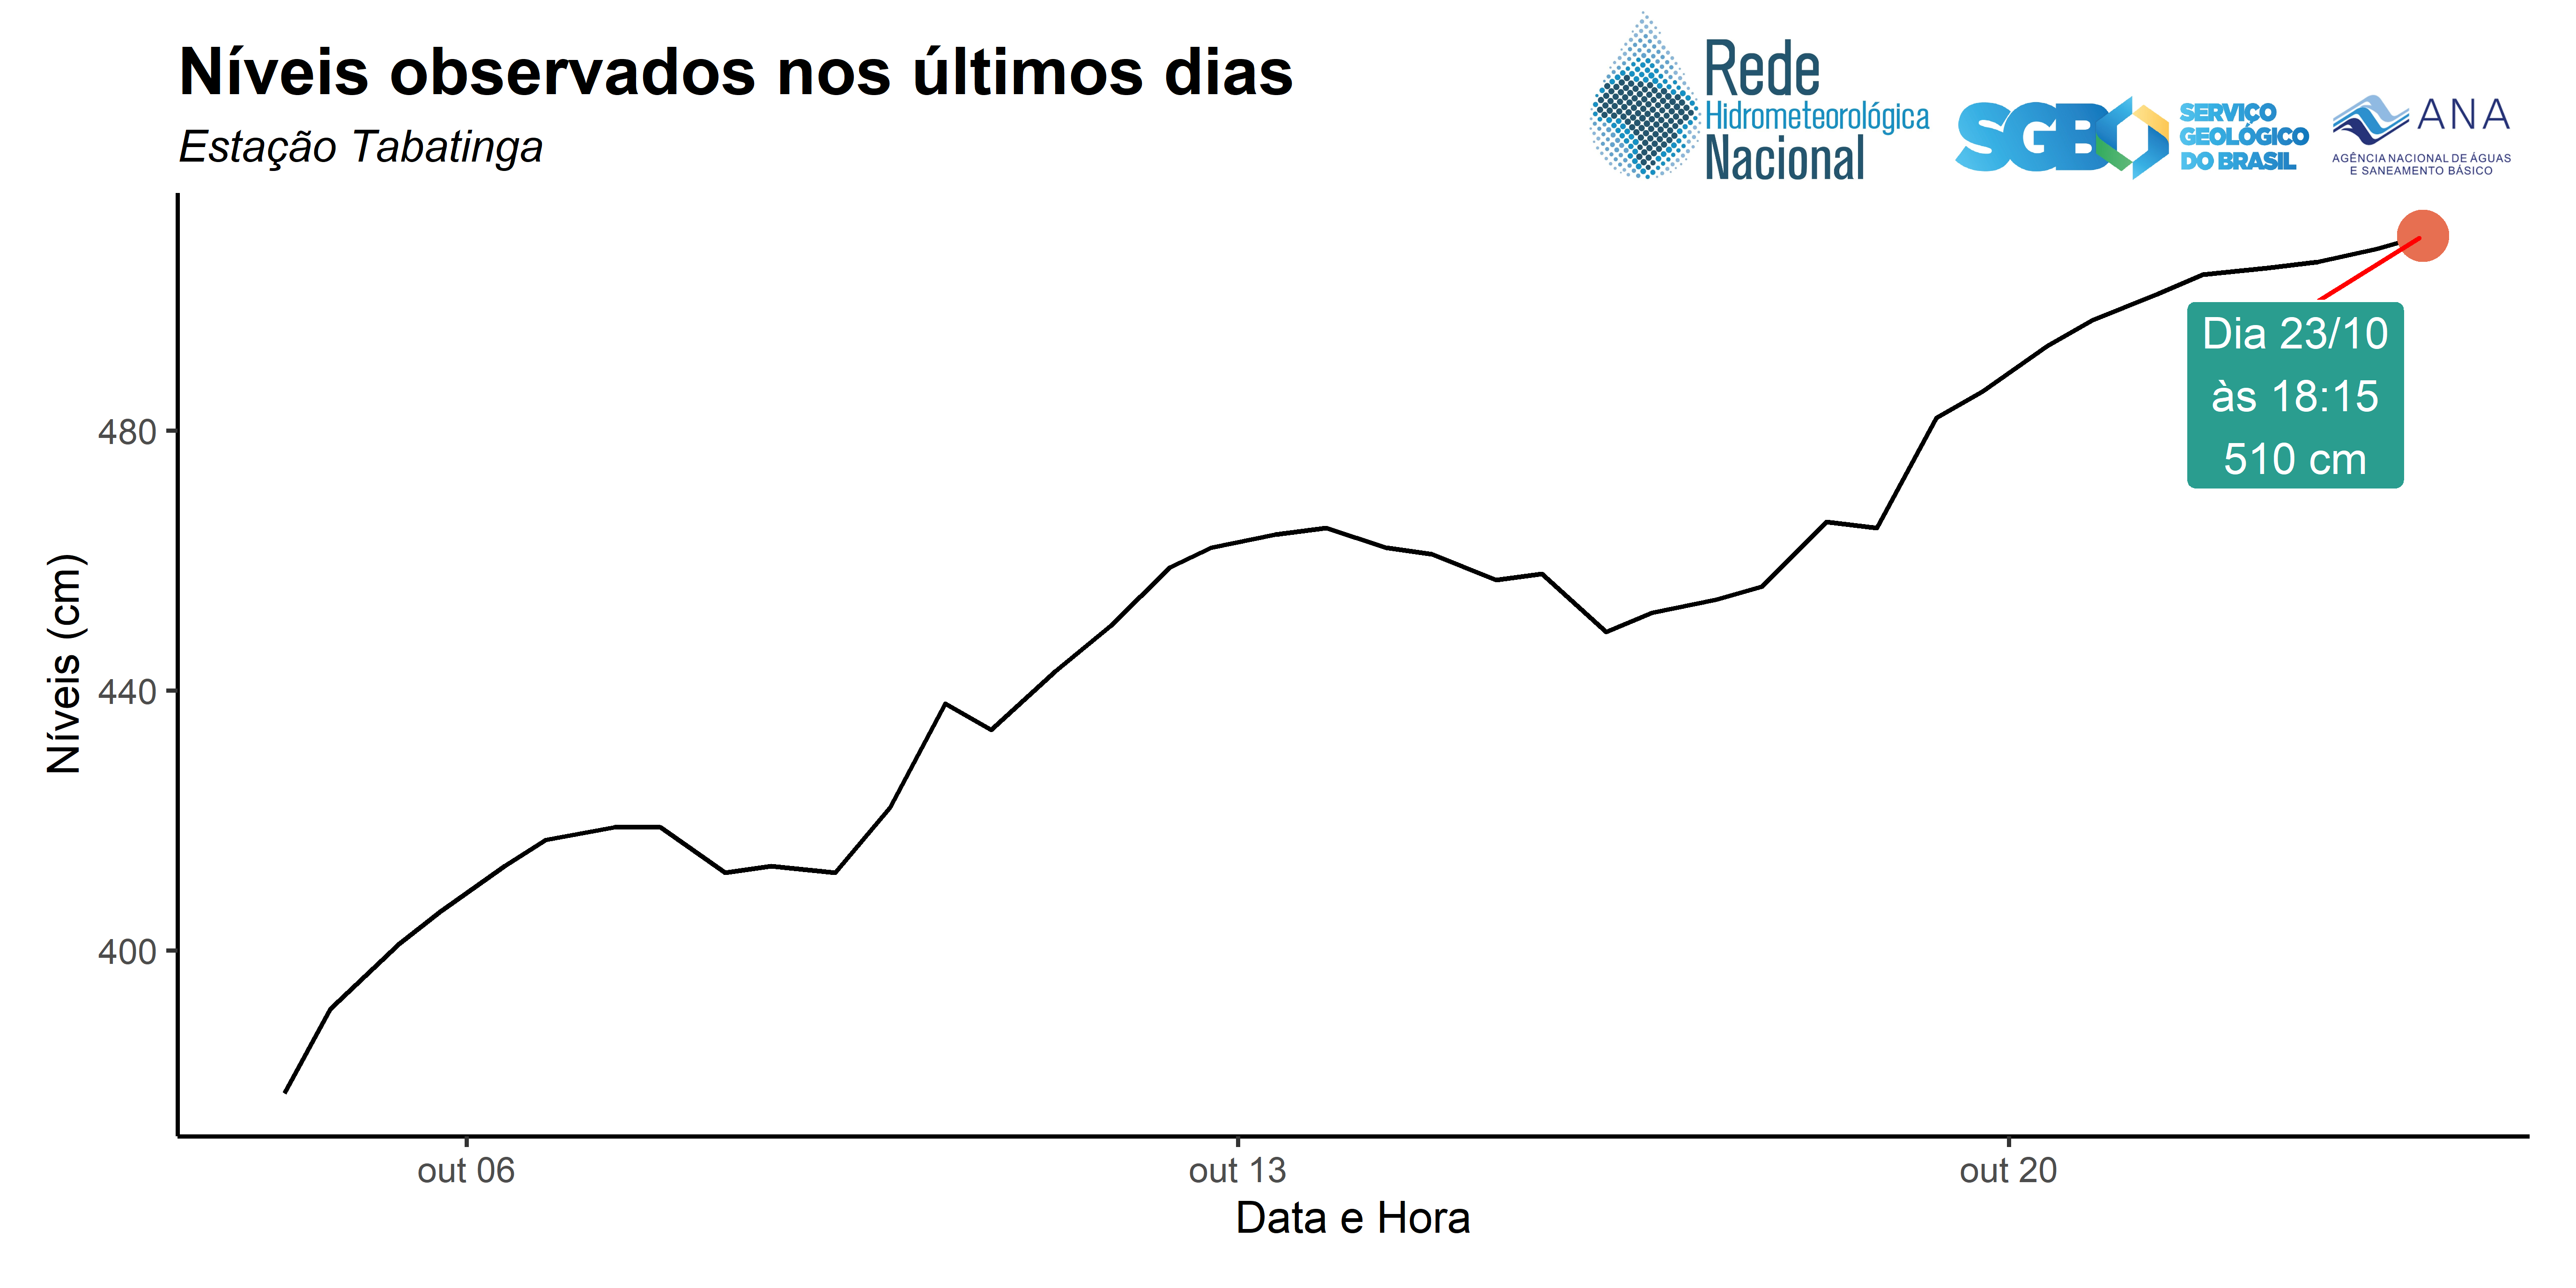 Níveis observados nos últimos dias
Estação Tabatinga
Rede
Hidrometeorológica
Nacional
SGB
SERVIÇO
GEOLÓGICO
DO BRASIL
ANA
AGÊNCIA NACIONAL DE ÁGUAS
E SANEAMENTO BÁSICO
Dia 23/10
às 18:15
510 cm
Níveis (cm)
480
440
400
out 06
out 13
out 20
Data e Hora